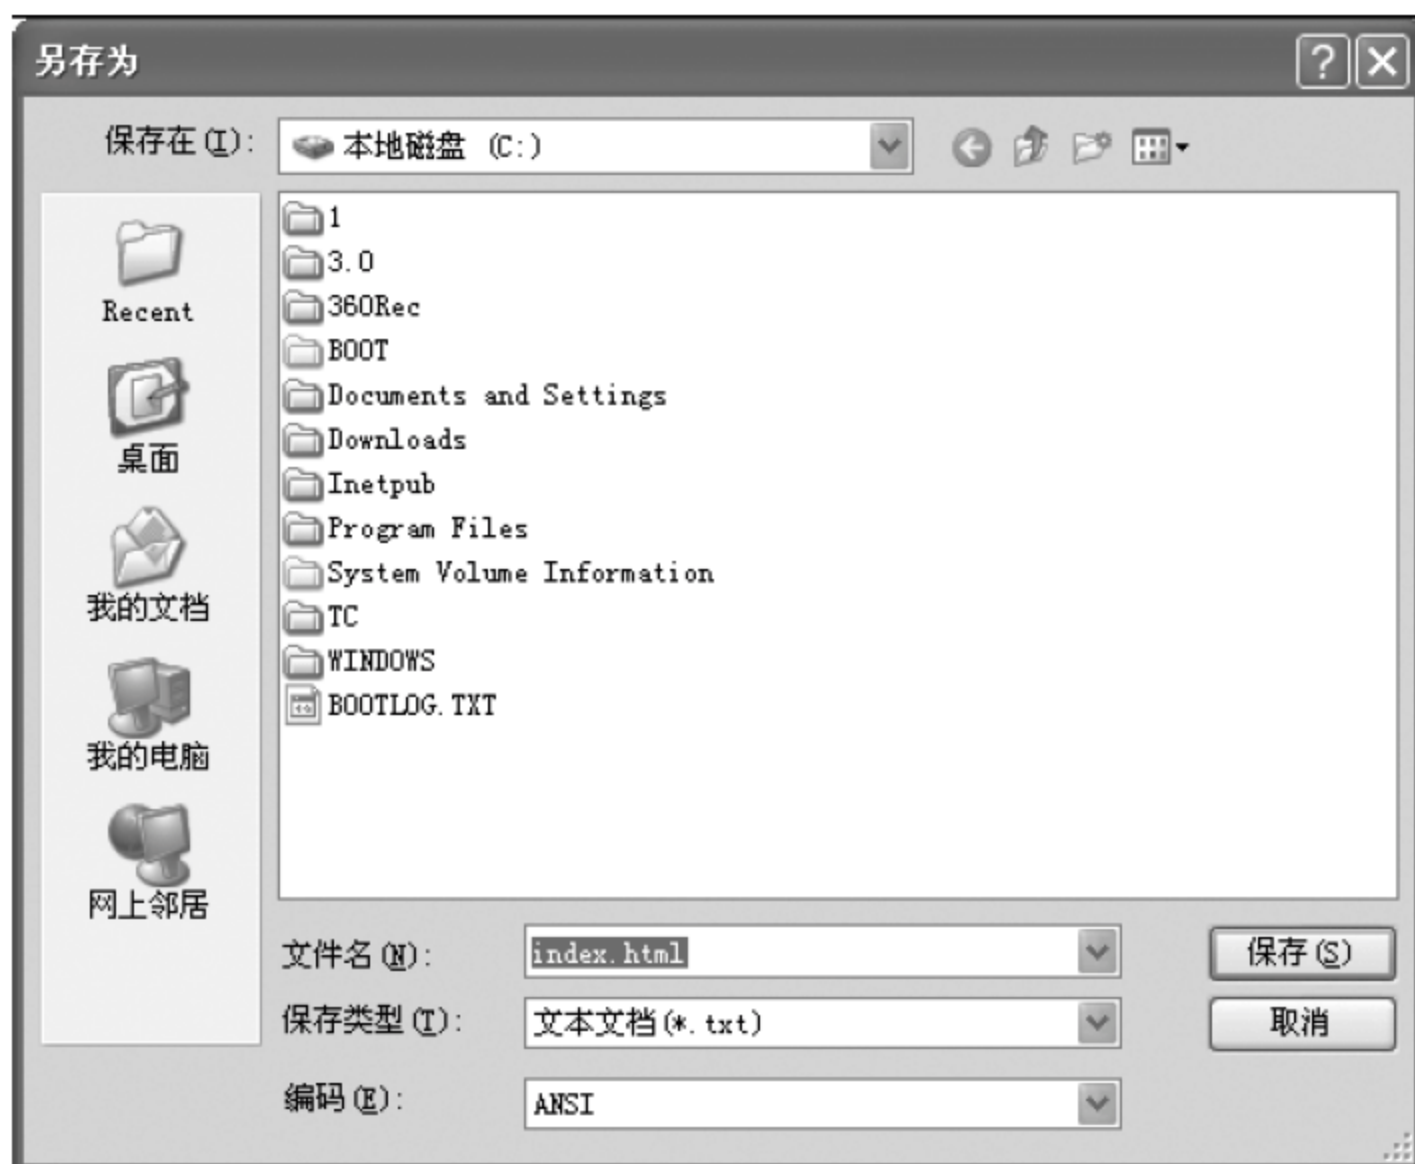 另存为
保存在(I):
本地磁盘 (C:)
Recent
桌面
我的文档
我的电脑
网上邻居
1
3.0
360Rec
BOOT
Documents and Settings
Downloads
Inetpub
Program Files
System Volume Information
TC
WINDOWS
BOOTLOG.TXT
文件名(N):
index.html
保存(S)
保存类型(T):
文本文档(*.txt)
取消
编码(E):
ANSI